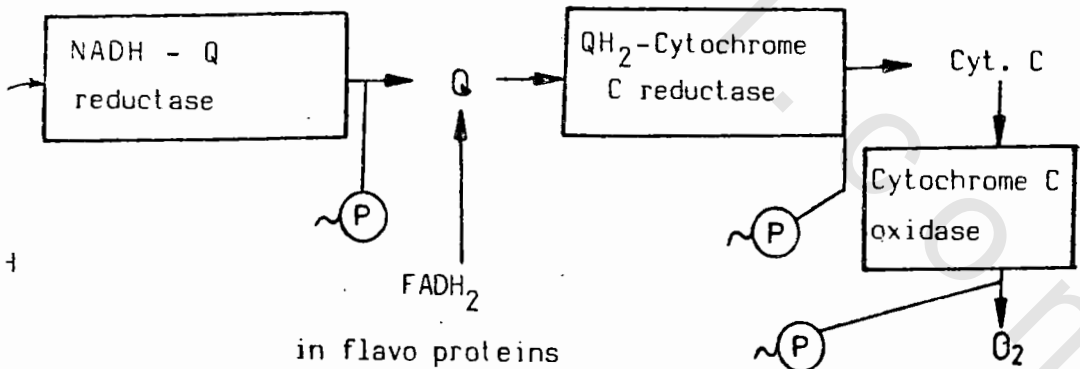 NADH - Q
reductase
Q
QH₂-Cytochrome
C reductase
Cyt. C
Cytochrome C
oxidase
~P
~P
~P
FADH₂
O₂
in flavo proteins